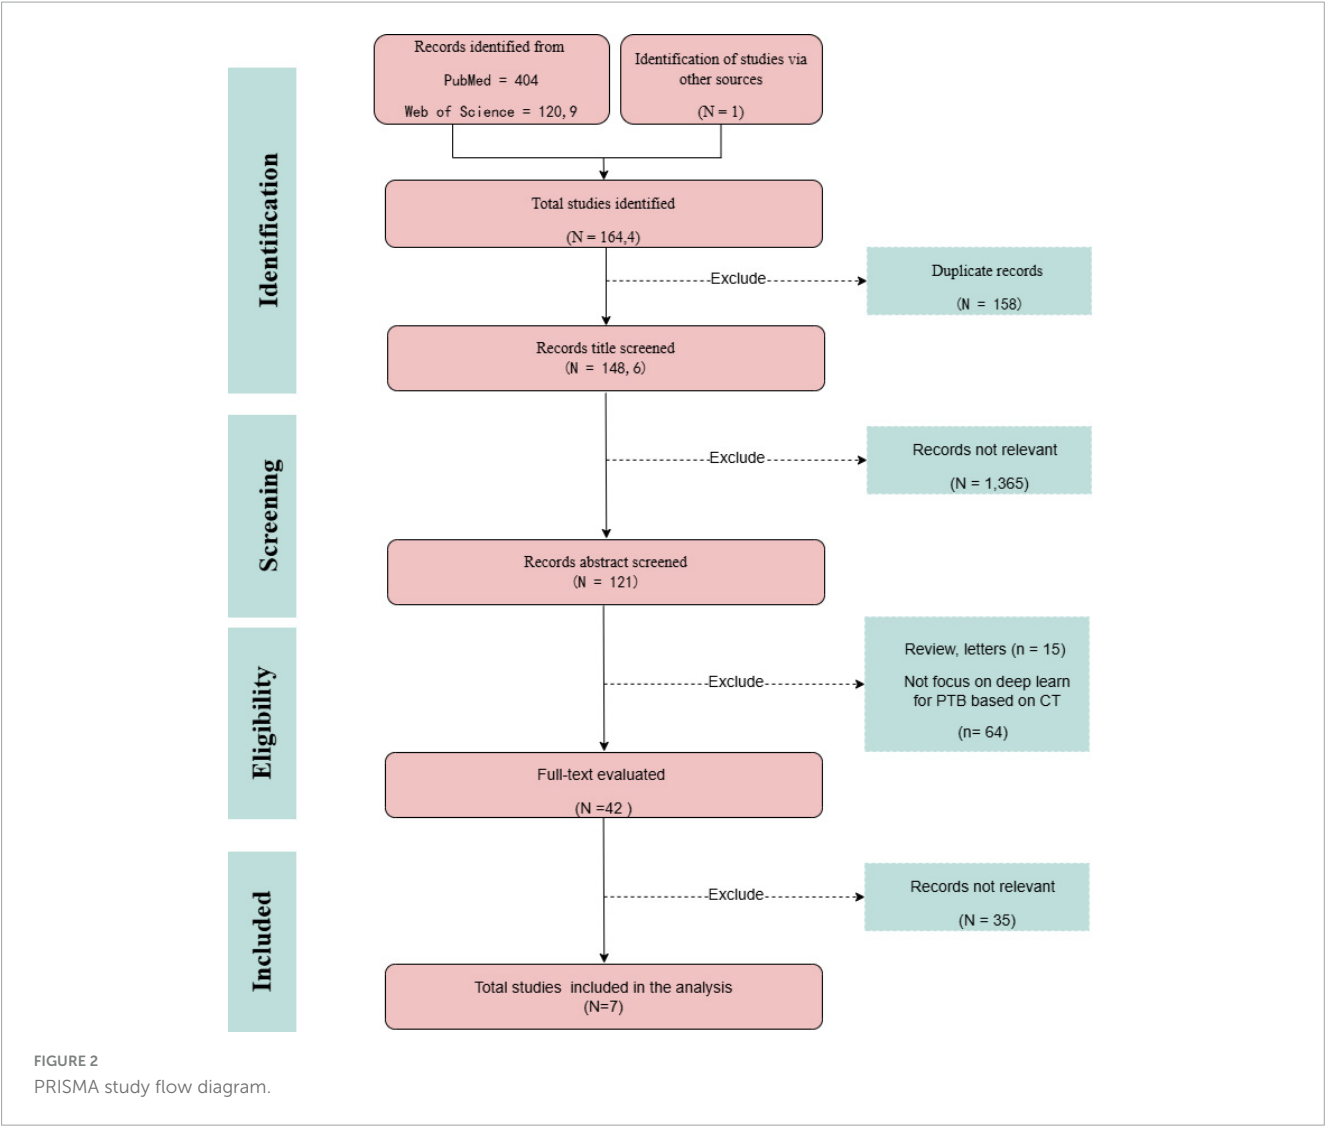 Records identified from
PubMed = 404
Web of Science = 120,9
Identification of studies via
other sources
(N = 1)
Identification
Total studies identified
(N = 164,4)
Exclude
Duplicate records
(N = 158)
Records title screened
(N = 148,6)
Screening
Exclude
Records not relevant
(N = 1,365)
Records abstract screened
(N = 121)
Eligibility
Exclude
Review, letters (n = 15)
Not focus on deep learn
for PTB based on CT
(n= 64)
Full-text evaluated
(N =42 )
Included
Exclude
Records not relevant
(N = 35)
Total studies included in the analysis
(N=7)
FIGURE 2
PRISMA study flow diagram.